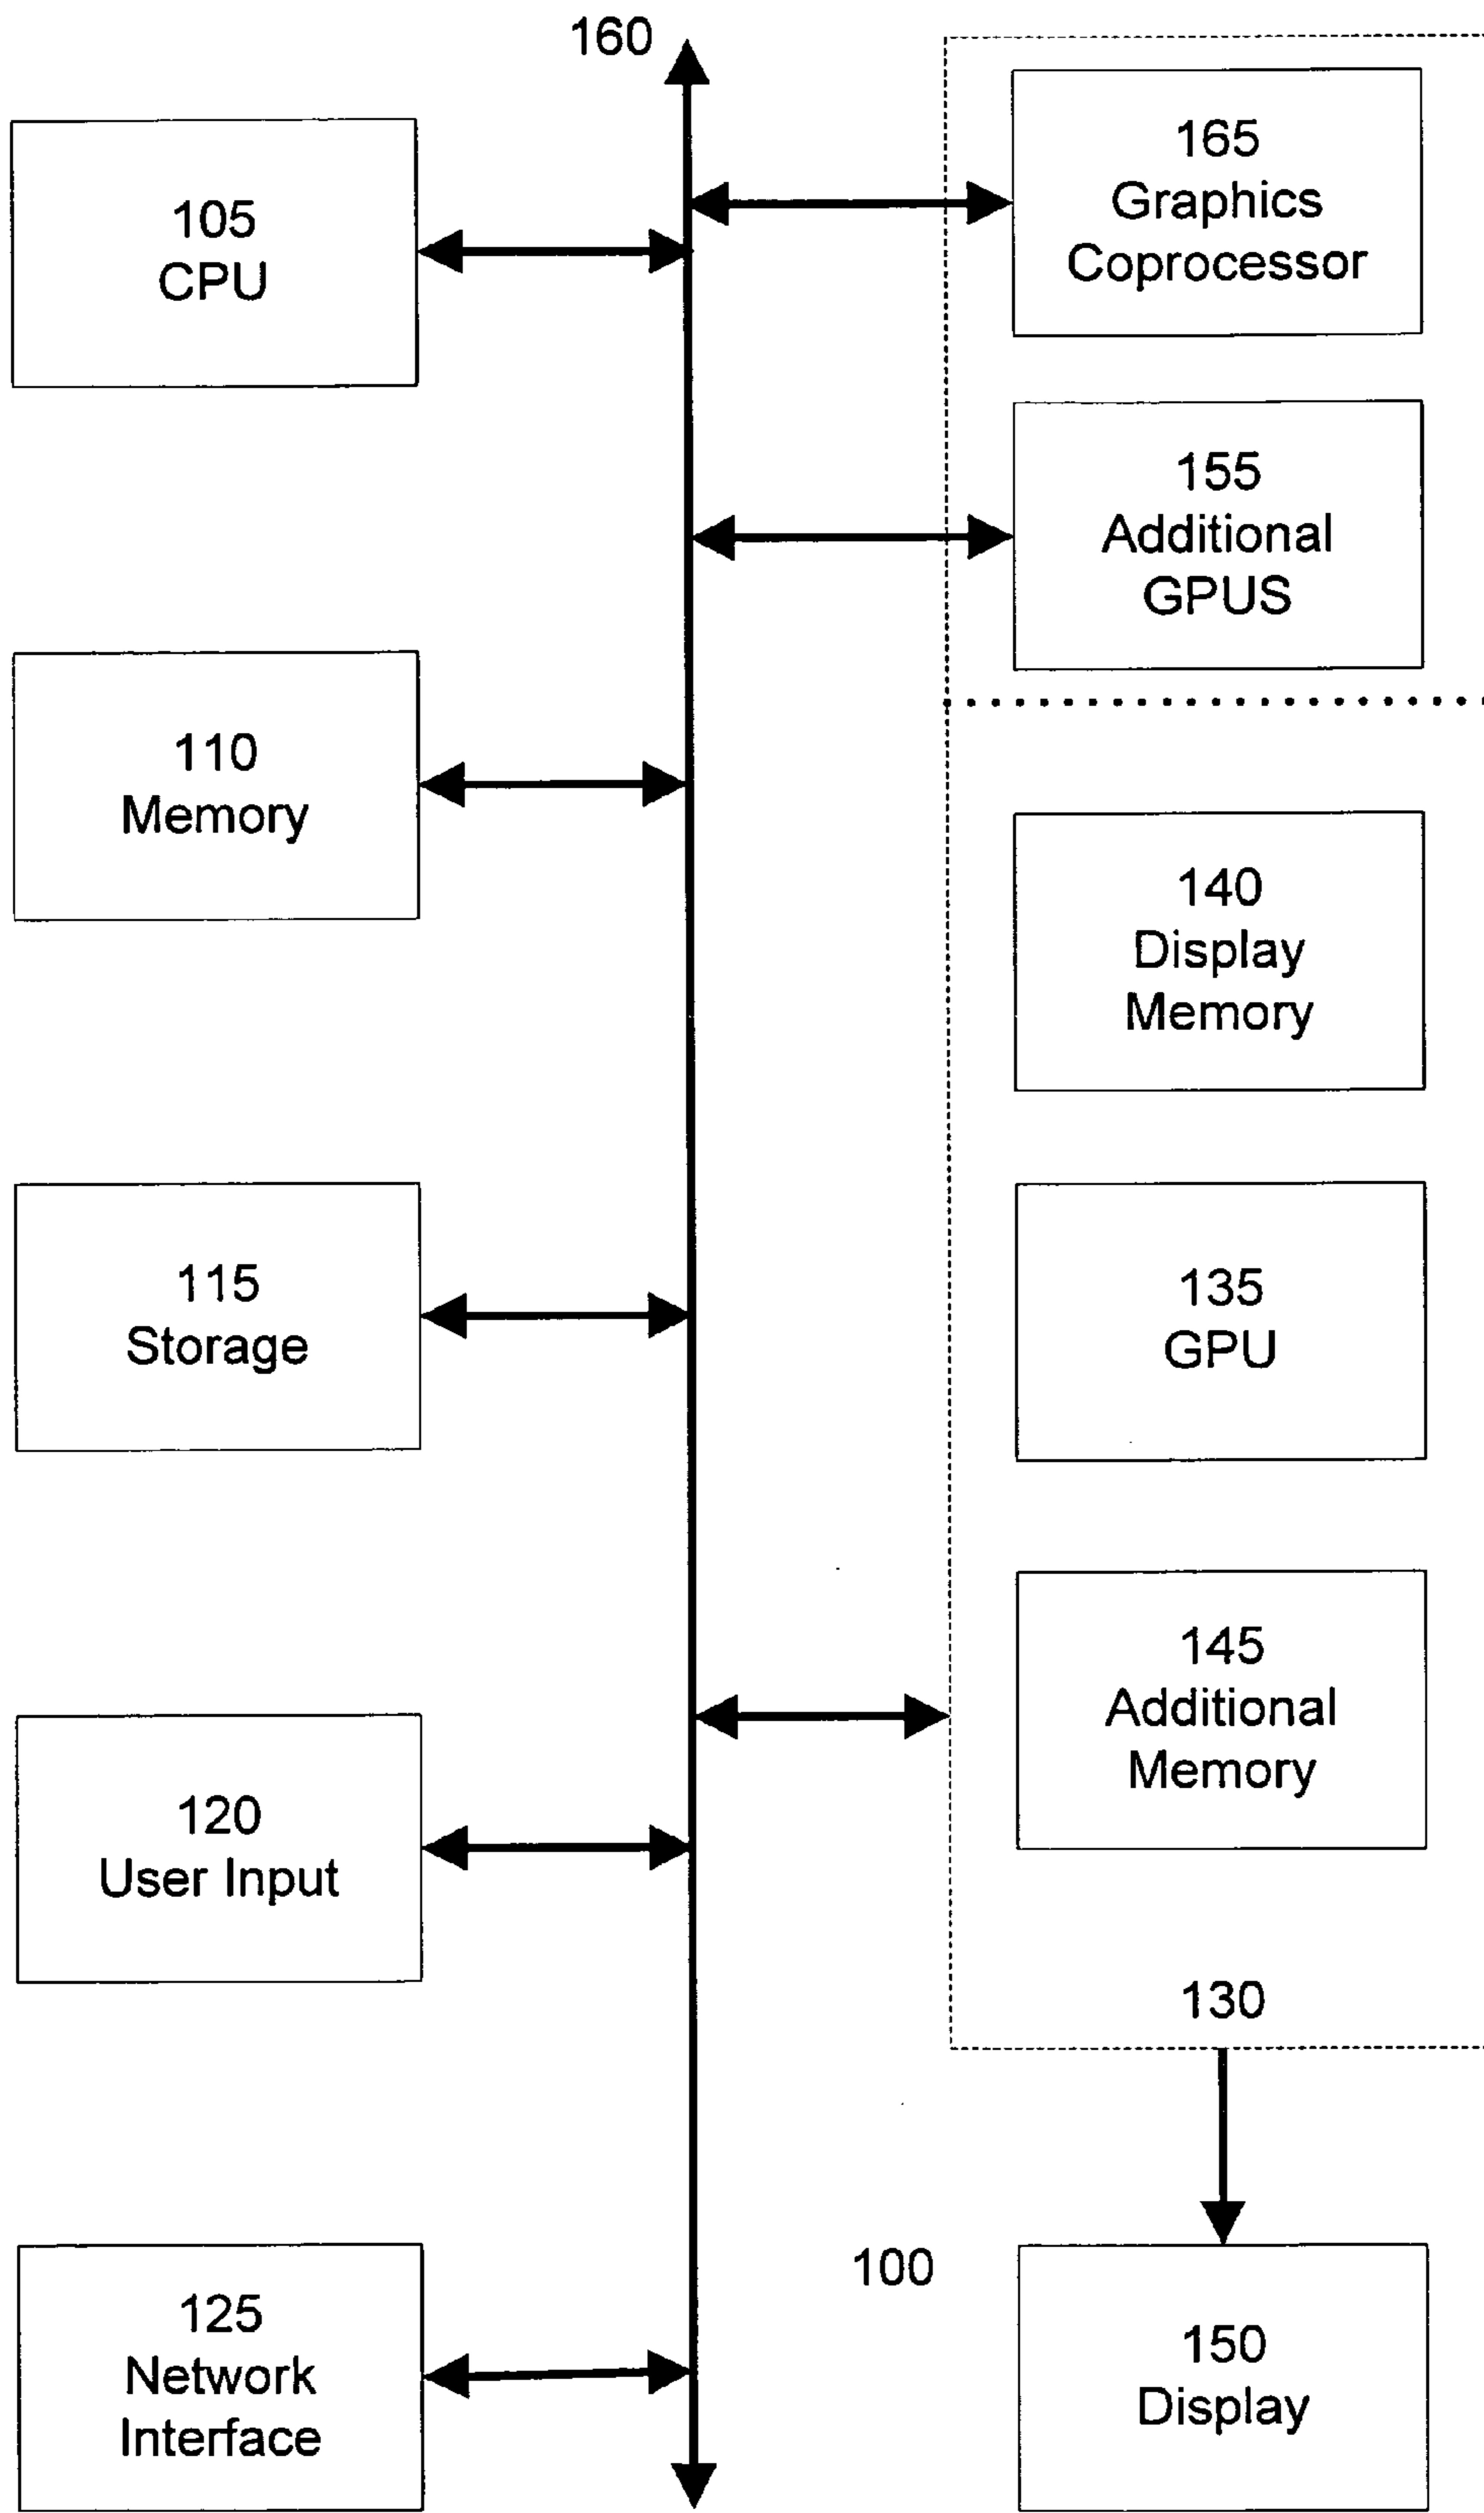 160
105
CPU
110
Memory
115
Storage
120
User Input
125
Network
Interface
165
Graphics
Coprocessor
155
Additional
GPUS
140
Display
Memory
135
GPU
145
Additional
Memory
130
100
150
Display